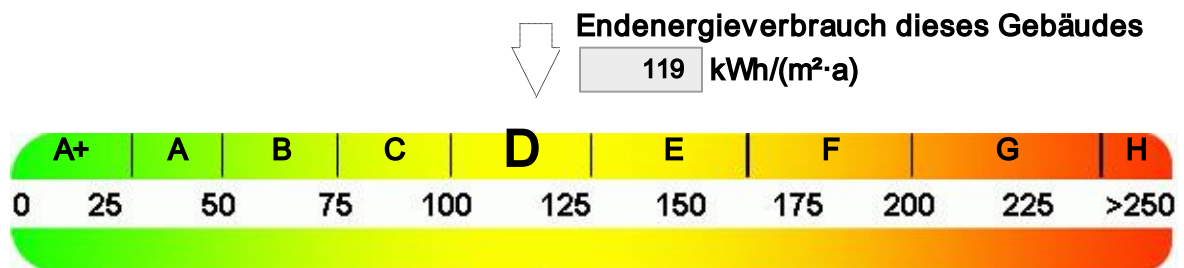 Endenergieverbrauch dieses Gebäudes
119 kWh/(m²·a)
A+ A B C D E F G H
0 25 50 75 100 125 150 175 200 225 >250